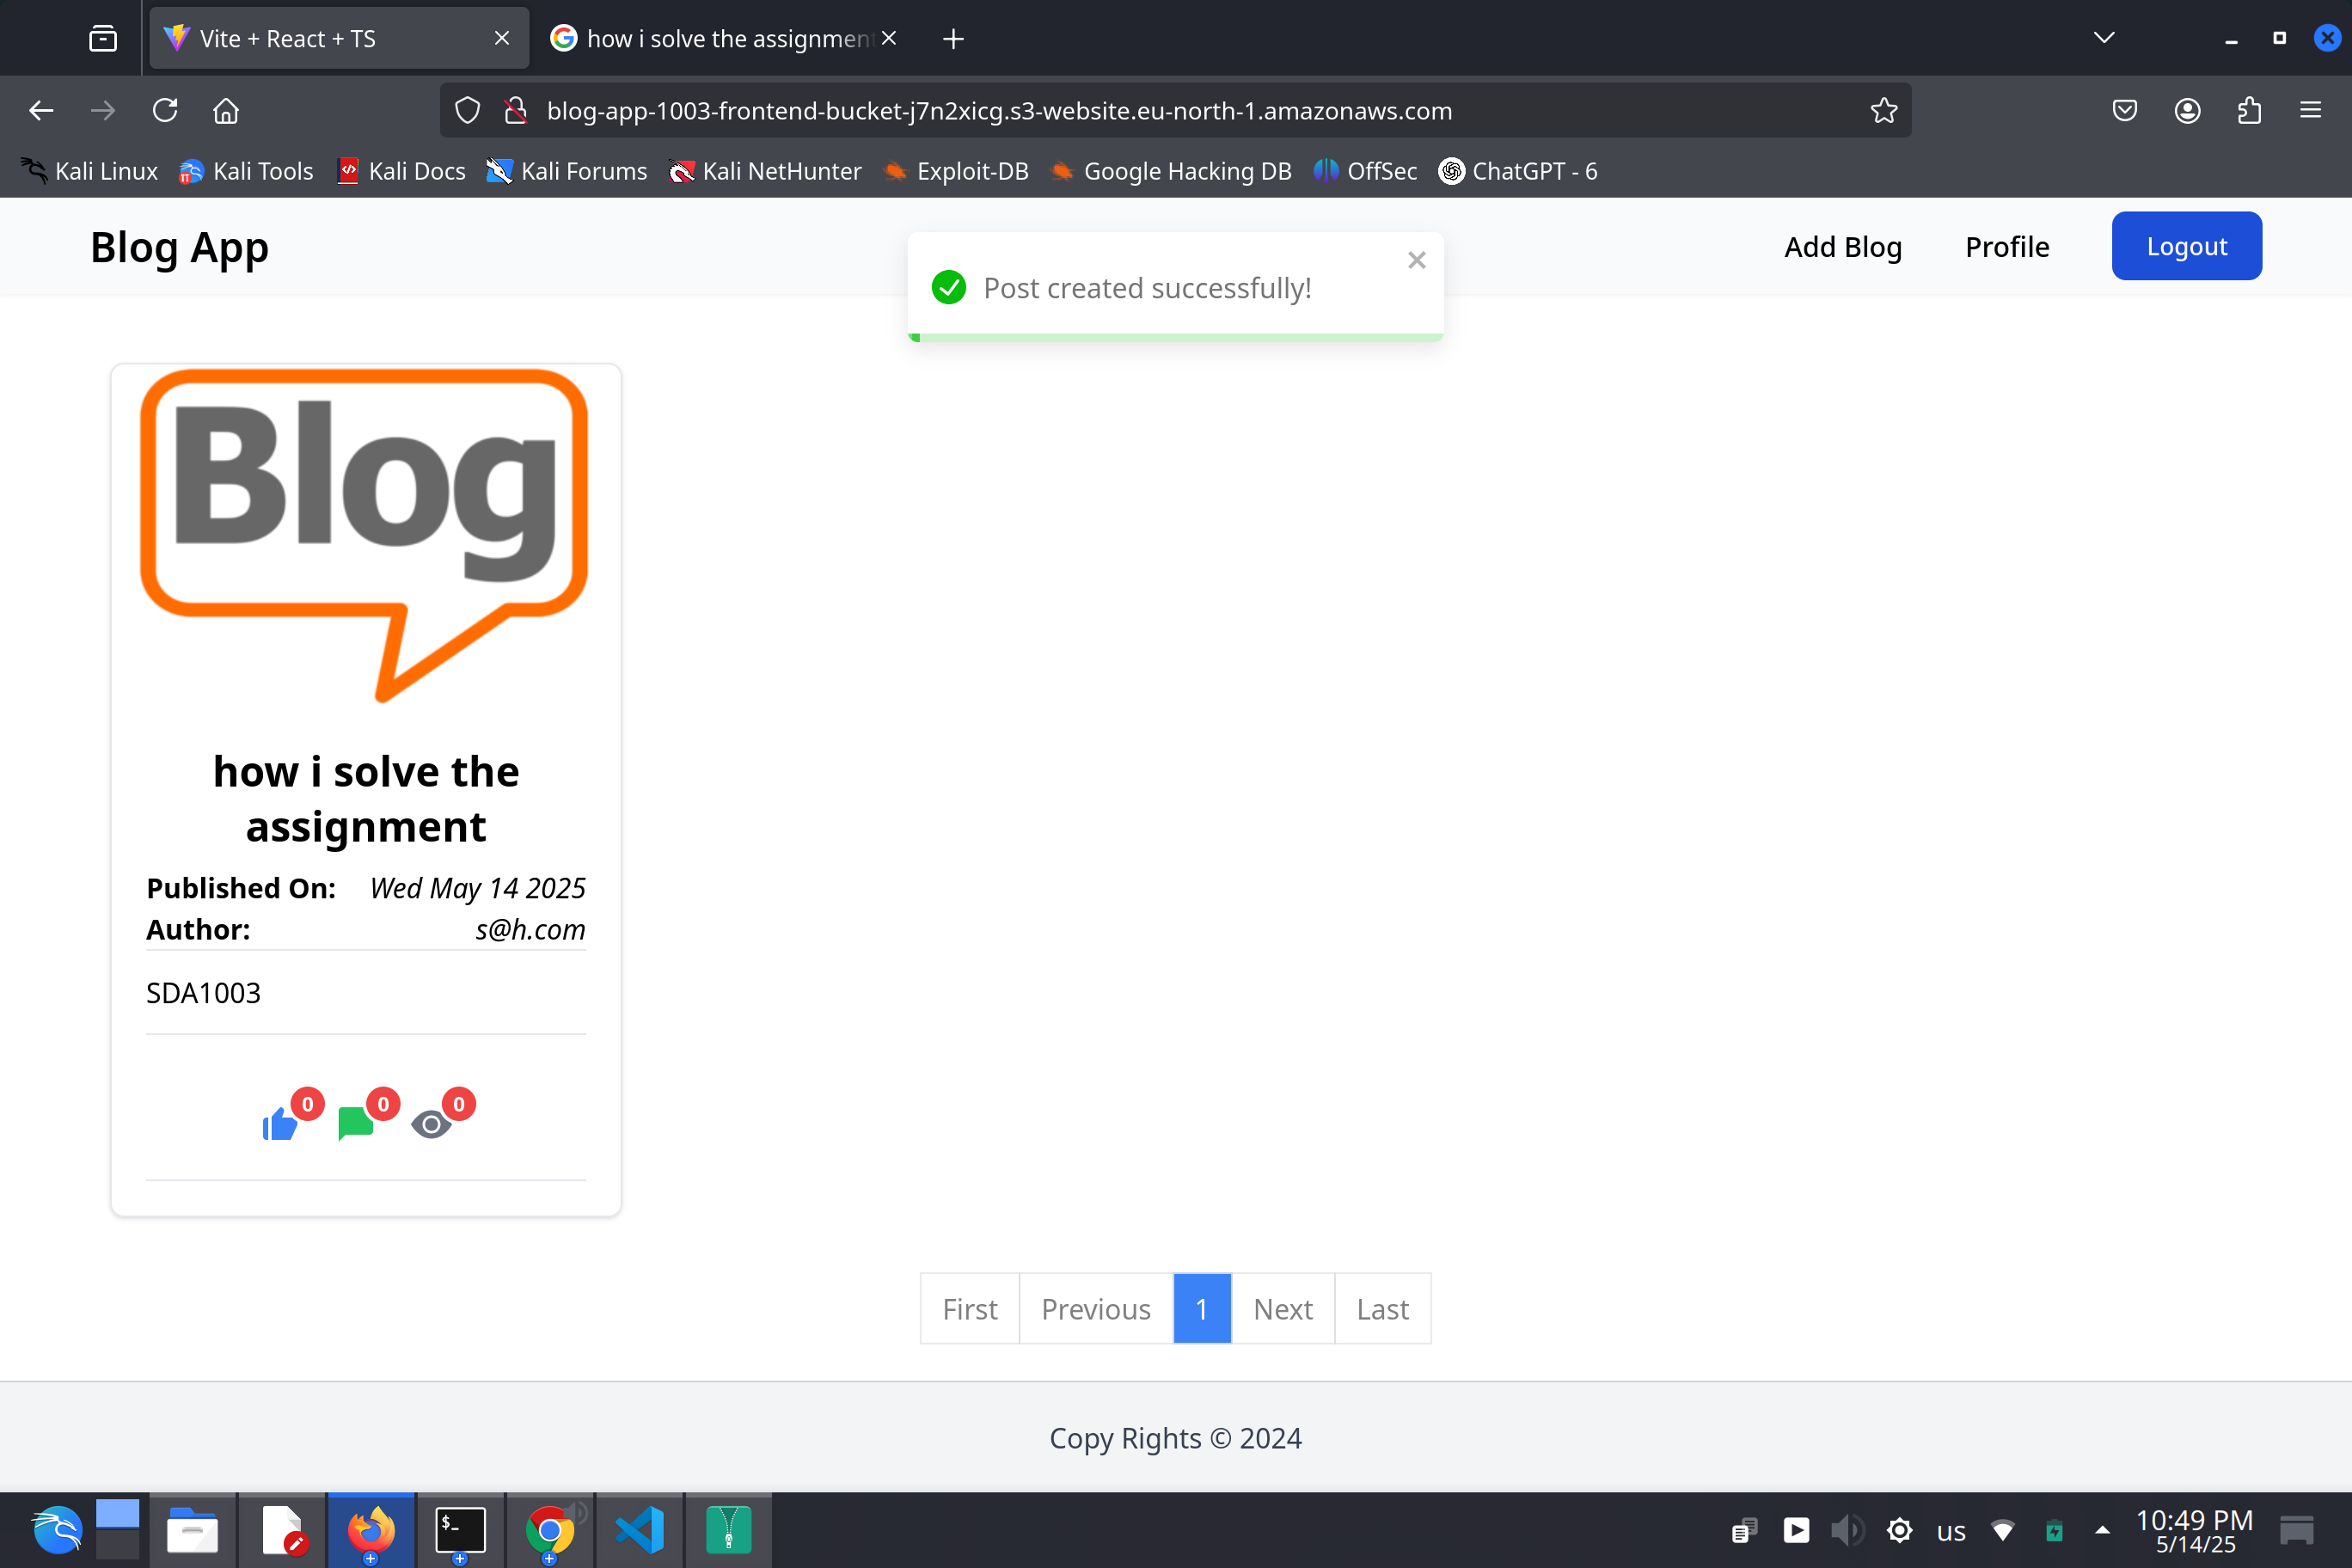 Vite + React + TS
how i solve the assignment
blog-app-1003-frontend-bucket-j7n2xicg.s3-website.eu-north-1.amazonaws.com
Kali Linux Kali Tools Kali Docs Kali Forums Kali NetHunter Exploit-DB Google Hacking DB OffSec ChatGPT - 6
Blog App
Post created successfully!
Add Blog Profile Logout
Blog
how i solve the
assignment
Published On: Wed May 14 2025
Author: s@h.com
SDA1003
0 0 0
First Previous 1 Next Last
Copy Rights © 2024
$_
us
10:49 PM
5/14/25